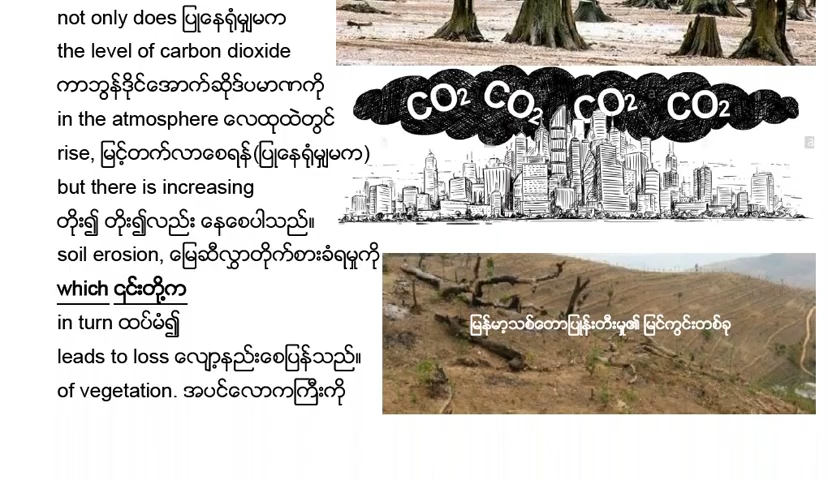 not only does ပြုနေရုံမျှမက
the level of carbon dioxide
ကာဘွန်ဒိုင်အောက်ဆိုဒ်ပမာဏကို
in the atmosphere လေထုထဲတွင်
rise, မြင့်တက်လာစေရန်(ပြုနေရုံမျှမက)
but there is increasing
တိုး၍ တိုး၍လည်း နေစေပါသည်။
soil erosion, မြေဆီလွှာတိုက်စားခံရမှုကို
which ၎င်းတို့က
in turn ထပ်မံ၍
leads to loss လျော့နည်းစေပြန်သည်။
of vegetation. အပင်လောကကြီးကို
CO2 CO2 CO2 CO2
မြန်မာ့သစ်တောပြုန်းတီးမှု၏ မြင်ကွင်းတစ်ခု